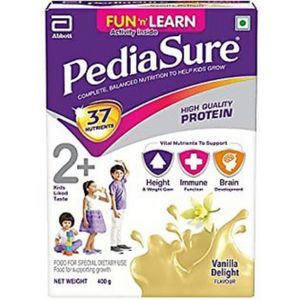 FUN 'n' LEARN
Activity Inside
Abbott
PediaSure
COMPLETE, BALANCED NUTRITION TO HELP KIDS GROW
37
NUTRIENTS
HIGH QUALITY
PROTEIN
Vital Nutrients To Support
2+
Kids
Liked
Taste
Height
& Weight Gain
Immune
Function
Brain
Development
FOOD FOR SPECIAL DIETARY USE
Food for supporting growth
NET WEIGHT 400 g
Vanilla
Delight
FLAVOUR